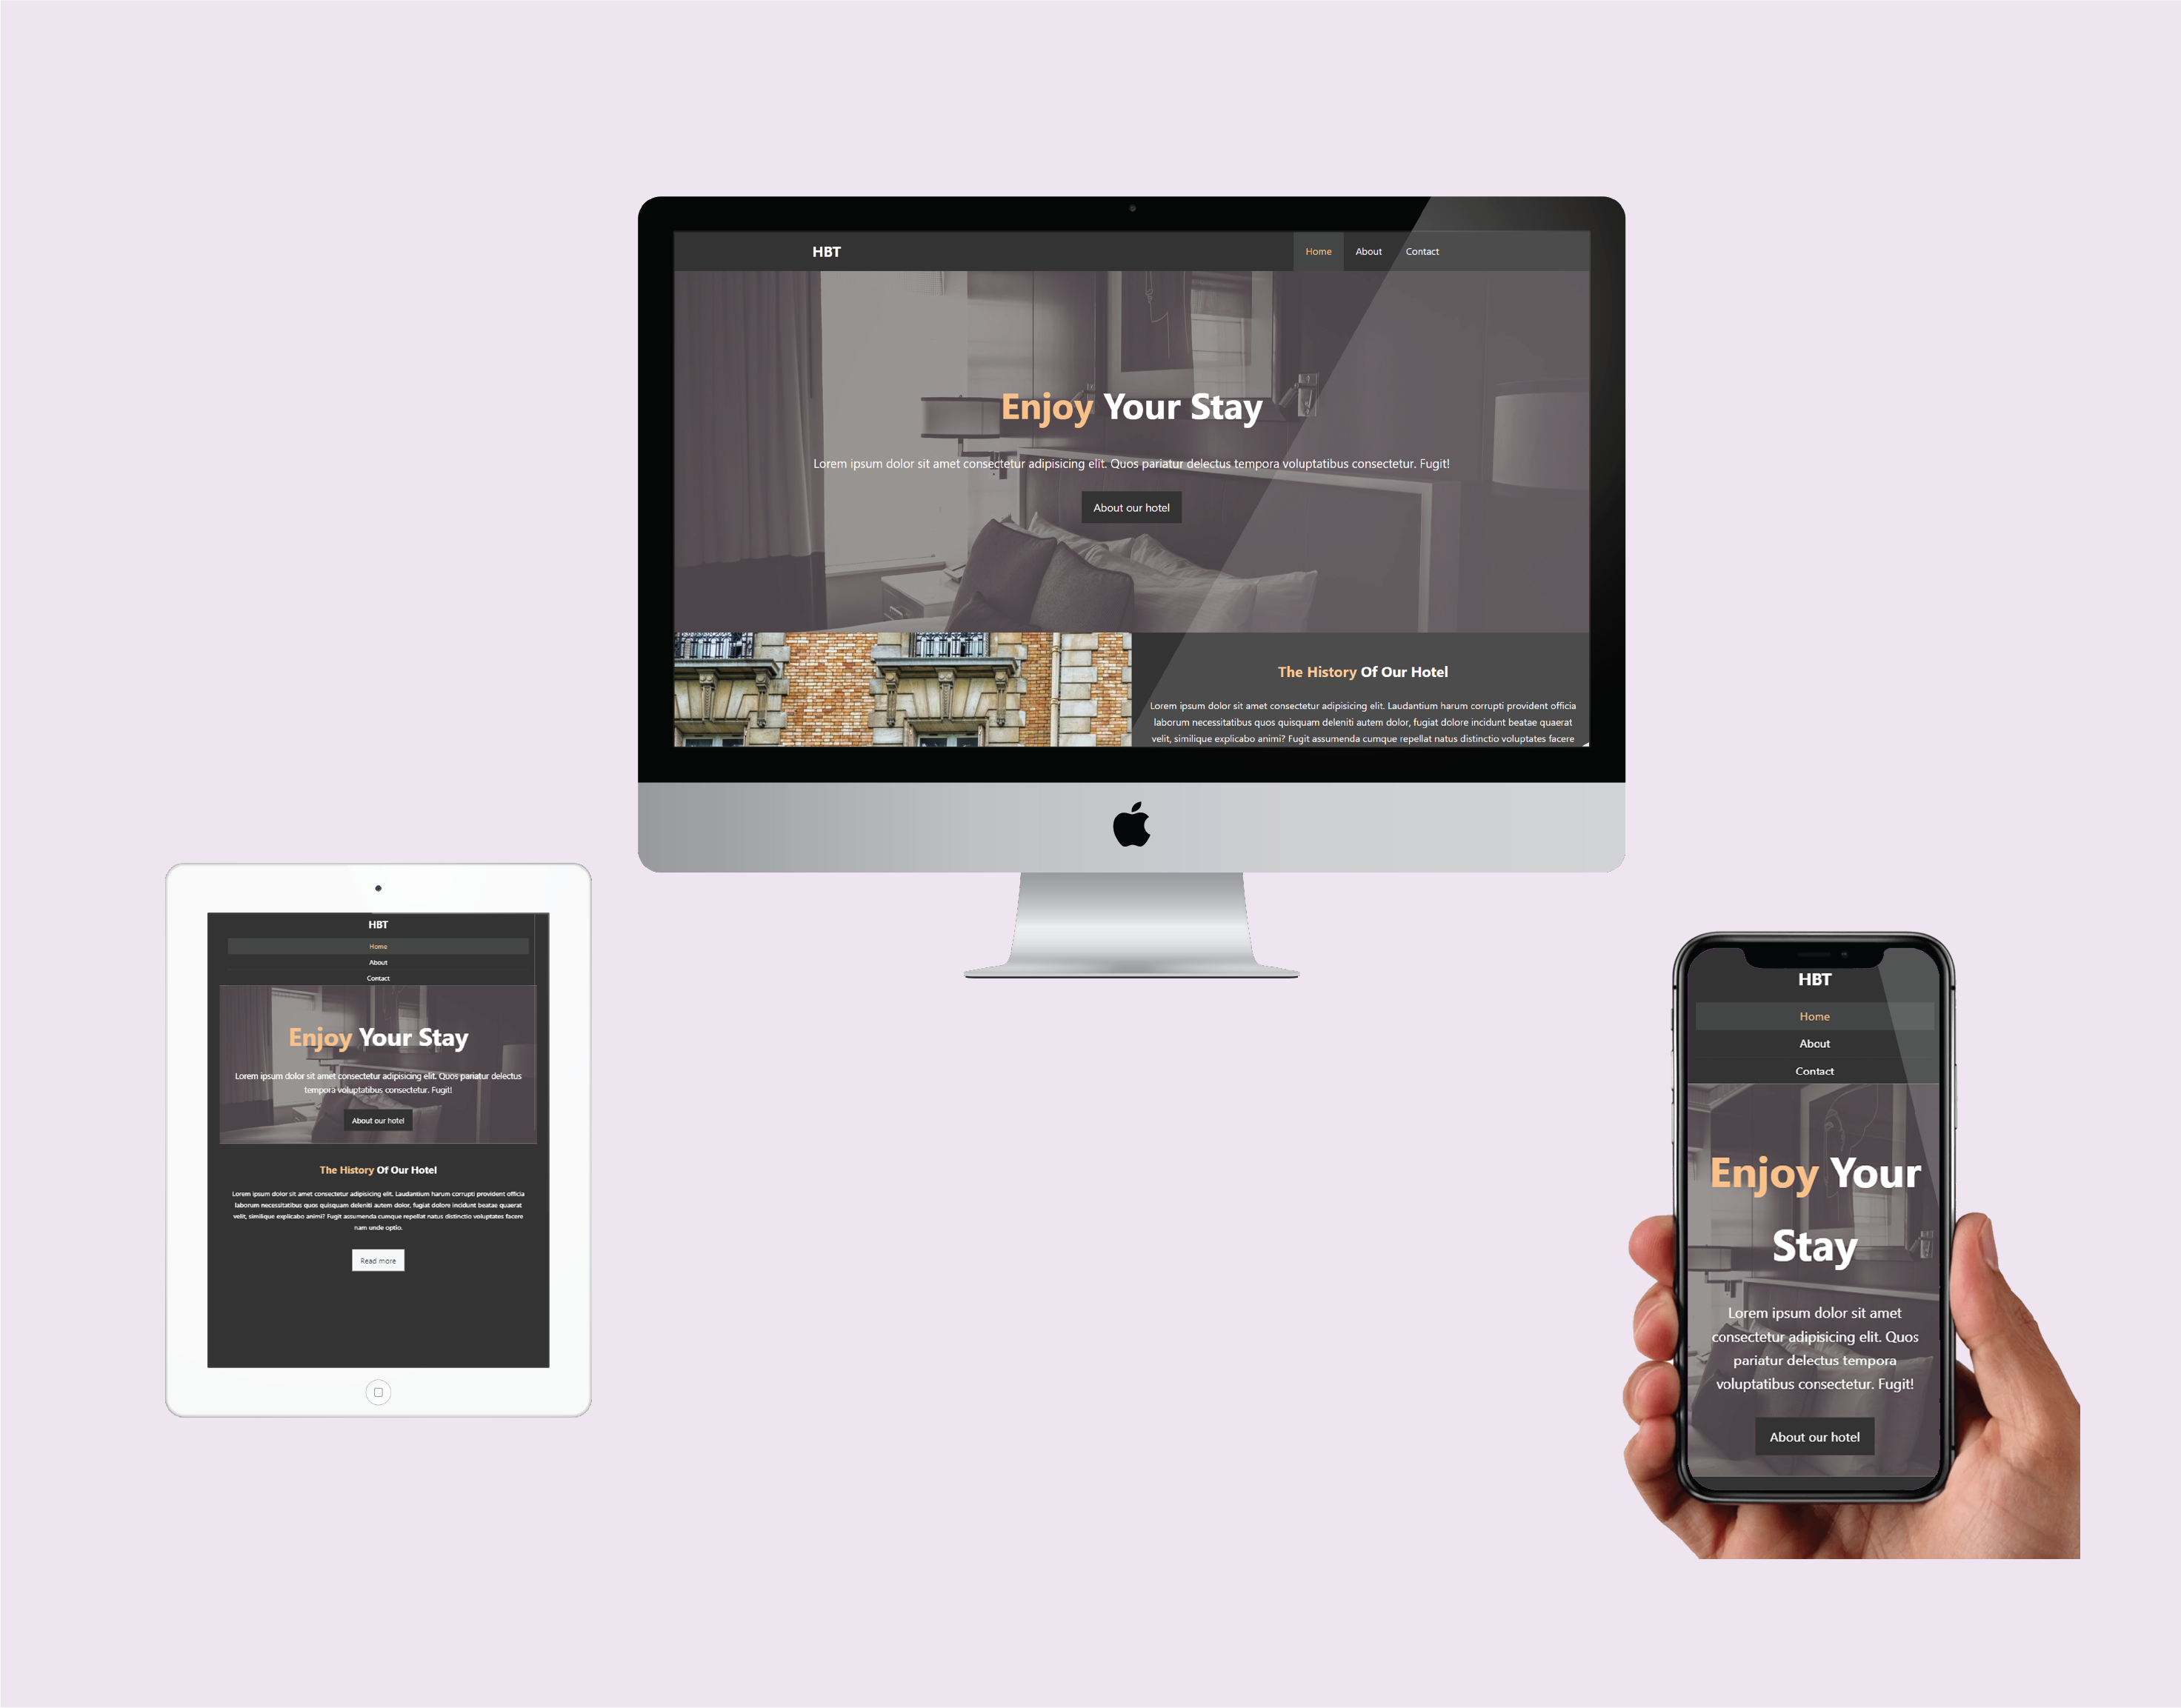 HBT
Home About Contact
Enjoy Your Stay
Lorem ipsum dolor sit amet consectetur adipisicing elit. Quos pariatur delectus tempora voluptatibus consectetur. Fugit!
About our hotel
The History Of Our Hotel
Lorem ipsum dolor sit amet consectetur adipisicing elit. Laudantium harum corrupti provident officia
laborum necessitatibus quos quisquam deleniti autem dolor, fugiat dolore incidunt beatae quaerat
velit, similique explicabo animi? Fugit assumenda cumque repellat natus distinctio voluptates facere
HBT
Home
About
Contact
Enjoy Your Stay
Lorem ipsum dolor sit amet consectetur adipisicing elit. Quos pariatur delectus
tempora voluptatibus consectetur. Fugit!
About our hotel
The History Of Our Hotel
Lorem ipsum dolor sit amet consectetur adipisicing elit. Laudantium harum corrupti provident officia
laborum necessitatibus quos quisquam deleniti autem dolor, fugiat dolore incidunt beatae quaerat
velit, similique explicabo animi? Fugit assumenda cumque repellat natus distinctio voluptates facere
nam unde optio.
Read more
HBT
Home
About
Contact
Enjoy Your
Stay
Lorem ipsum dolor sit amet
consectetur adipisicing elit. Quos
pariatur delectus tempora
voluptatibus consectetur. Fugit!
About our hotel